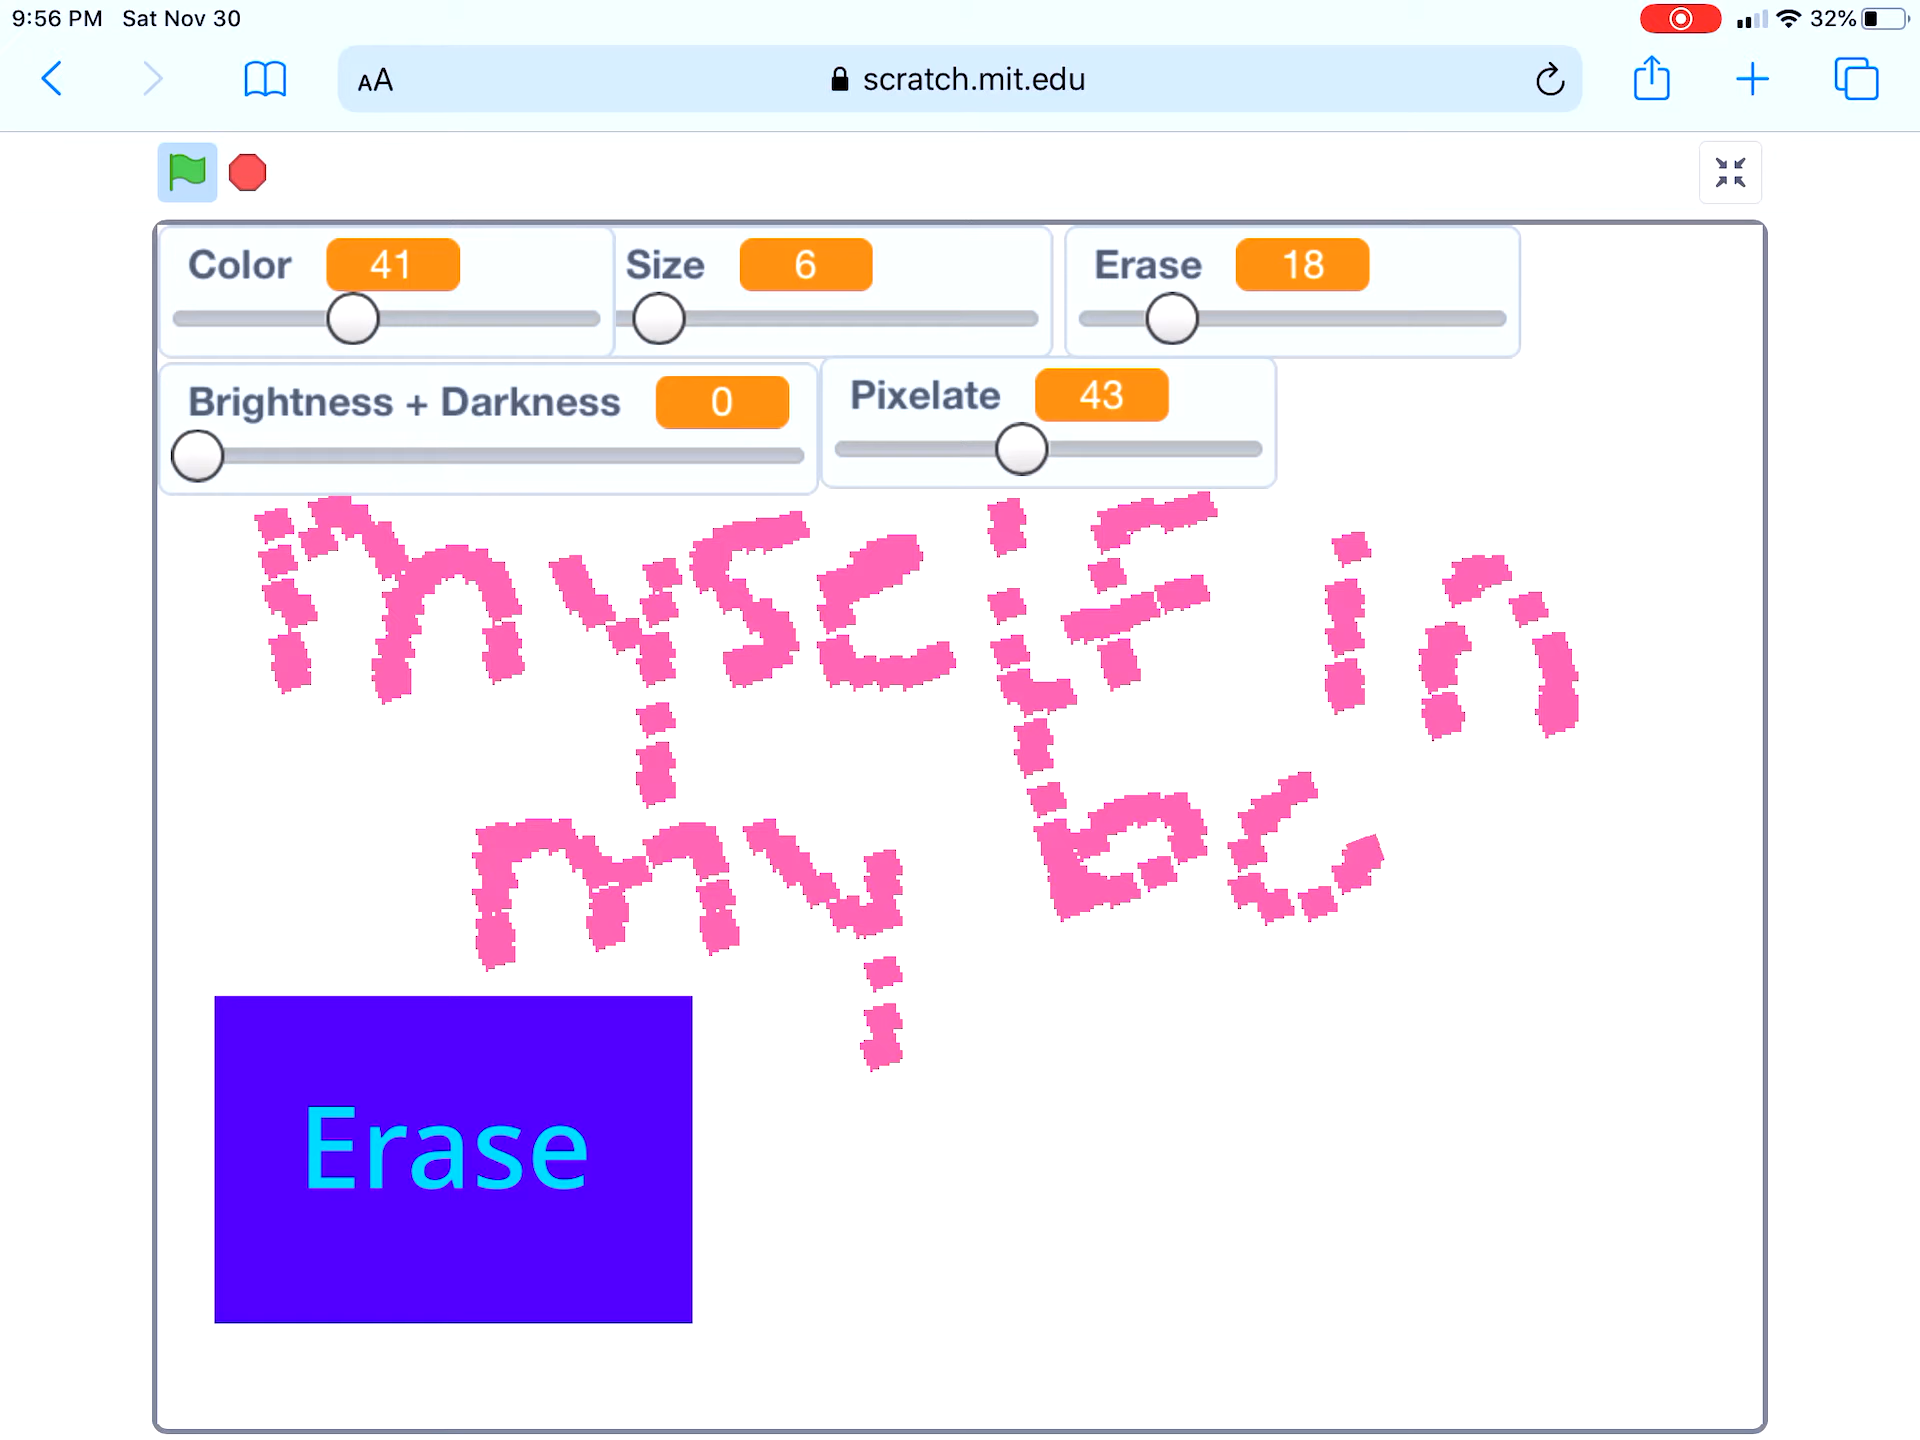 9:56 PM Sat Nov 30 32%
AA scratch.mit.edu
Color 41 Size 6 Erase 18
Brightness + Darkness 0 Pixelate 43
myself in
my
Erase